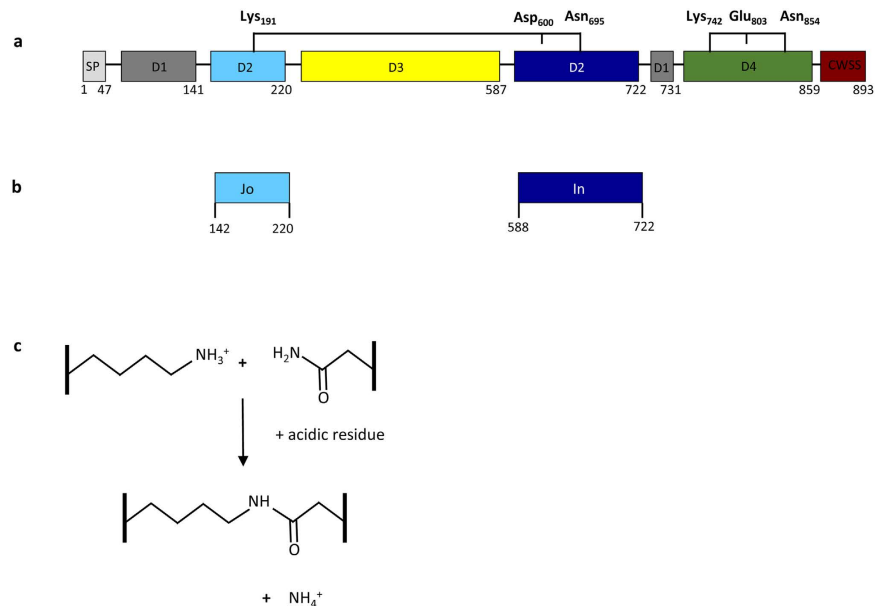 Lys191 Asp600 Asn695 Lys742 Glu803 Asn854
a
SP D1 D2 D3 D2 D1 D4 CWSS
1 47 141 220 587 722 731 859 893
b
Jo In
142 220 588 722
c
NH3+ + H2N
O
+ acidic residue
NH
O
+ NH4+